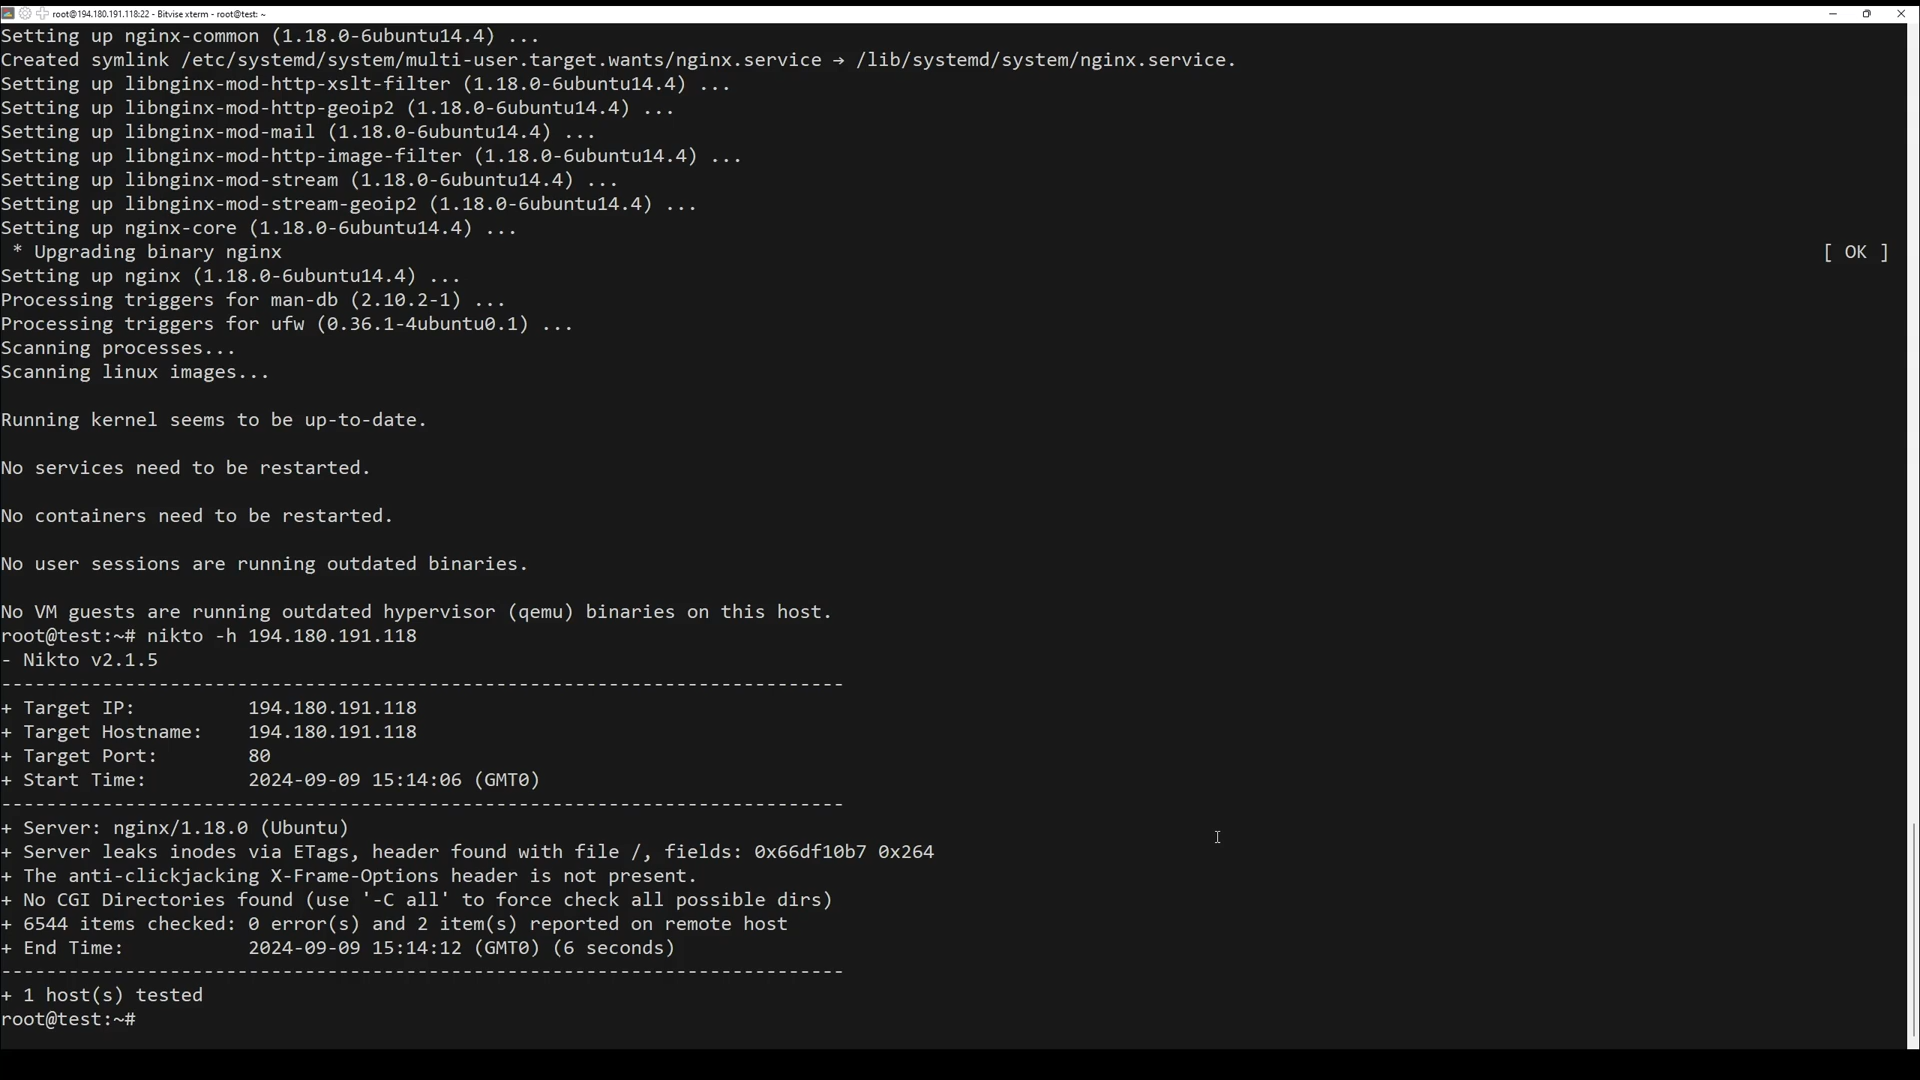 root@194.180.191.118:22 - Bitvise xterm - root@test: ~
Setting up nginx-common (1.18.0-6ubuntu14.4) ...
Created symlink /etc/systemd/system/multi-user.target.wants/nginx.service → /lib/systemd/system/nginx.service.
Setting up libnginx-mod-http-xslt-filter (1.18.0-6ubuntu14.4) ...
Setting up libnginx-mod-http-geoip2 (1.18.0-6ubuntu14.4) ...
Setting up libnginx-mod-mail (1.18.0-6ubuntu14.4) ...
Setting up libnginx-mod-http-image-filter (1.18.0-6ubuntu14.4) ...
Setting up libnginx-mod-stream (1.18.0-6ubuntu14.4) ...
Setting up libnginx-mod-stream-geoip2 (1.18.0-6ubuntu14.4) ...
Setting up nginx-core (1.18.0-6ubuntu14.4) ...
 * Upgrading binary nginx [ OK ]
Setting up nginx (1.18.0-6ubuntu14.4) ...
Processing triggers for man-db (2.10.2-1) ...
Processing triggers for ufw (0.36.1-4ubuntu0.1) ...
Scanning processes...
Scanning linux images...
Running kernel seems to be up-to-date.
No services need to be restarted.
No containers need to be restarted.
No user sessions are running outdated binaries.
No VM guests are running outdated hypervisor (qemu) binaries on this host.
root@test:~# nikto -h 194.180.191.118
- Nikto v2.1.5
---------------------------------------------------------------------------
+ Target IP:          194.180.191.118
+ Target Hostname:    194.180.191.118
+ Target Port:        80
+ Start Time:         2024-09-09 15:14:06 (GMT0)
---------------------------------------------------------------------------
+ Server: nginx/1.18.0 (Ubuntu)
+ Server leaks inodes via ETags, header found with file /, fields: 0x66df10b7 0x264
+ The anti-clickjacking X-Frame-Options header is not present.
+ No CGI Directories found (use '-C all' to force check all possible dirs)
+ 6544 items checked: 0 error(s) and 2 item(s) reported on remote host
+ End Time:           2024-09-09 15:14:12 (GMT0) (6 seconds)
---------------------------------------------------------------------------
+ 1 host(s) tested
root@test:~#